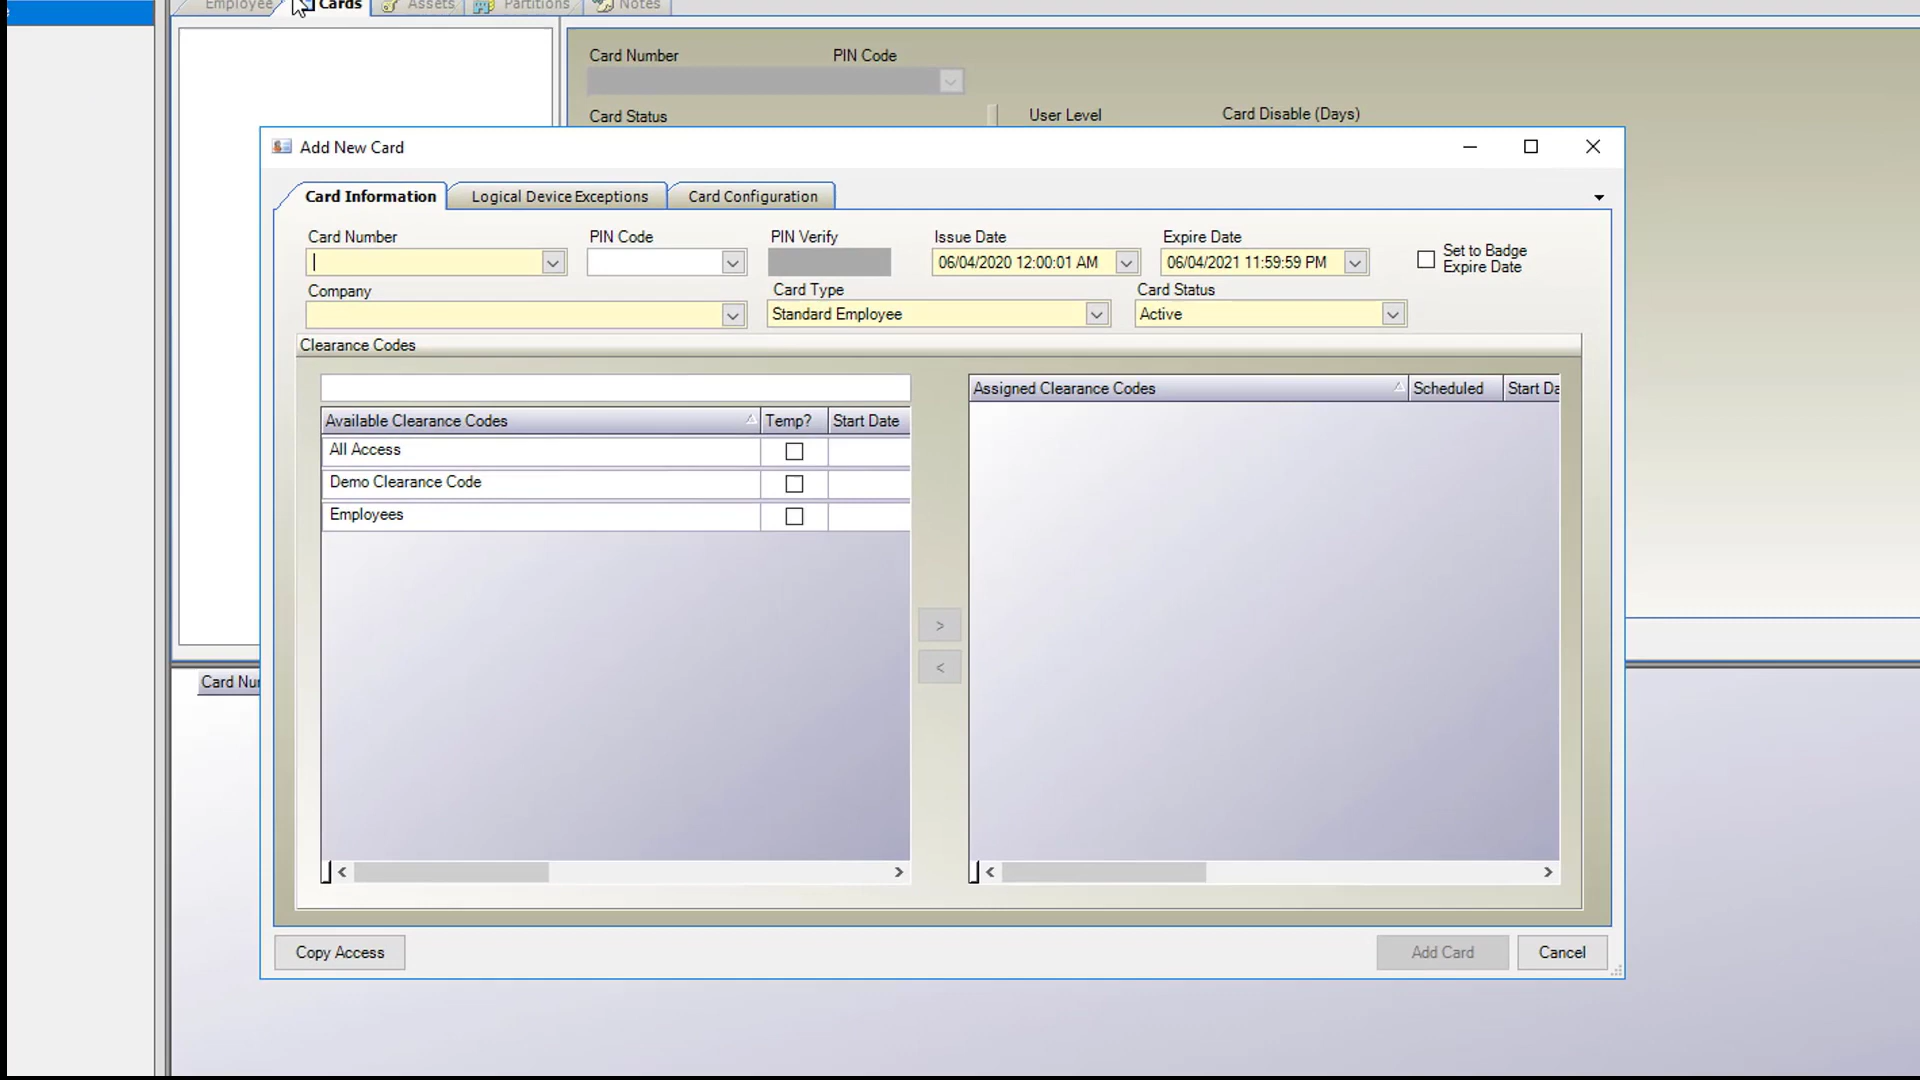 Employee Cards Assets Partitions Notes
Card Number PIN Code
Card Status User Level Card Disable (Days)
Add New Card
Card Information Logical Device Exceptions Card Configuration
Card Number PIN Code PIN Verify Issue Date Expire Date
Set to Badge
Expire Date
06/04/2020 12:00:01 AM 06/04/2021 11:59:59 PM
Company Card Type Card Status
Standard Employee Active
Clearance Codes
Assigned Clearance Codes Scheduled Start Da
Available Clearance Codes Temp? Start Date
All Access
Demo Clearance Code
Employees
>
<
Card Nu
Copy Access Add Card Cancel